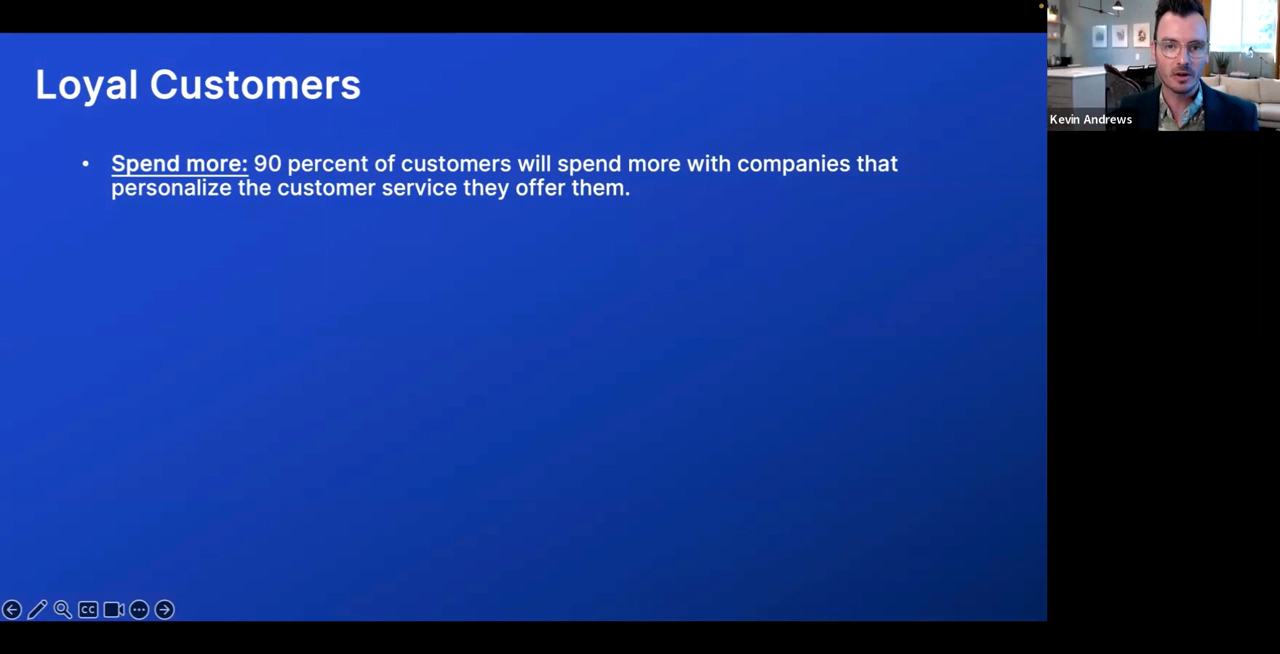 Loyal Customers
• Spend more: 90 percent of customers will spend more with companies that
personalize the customer service they offer them.
Kevin Andrews
CC